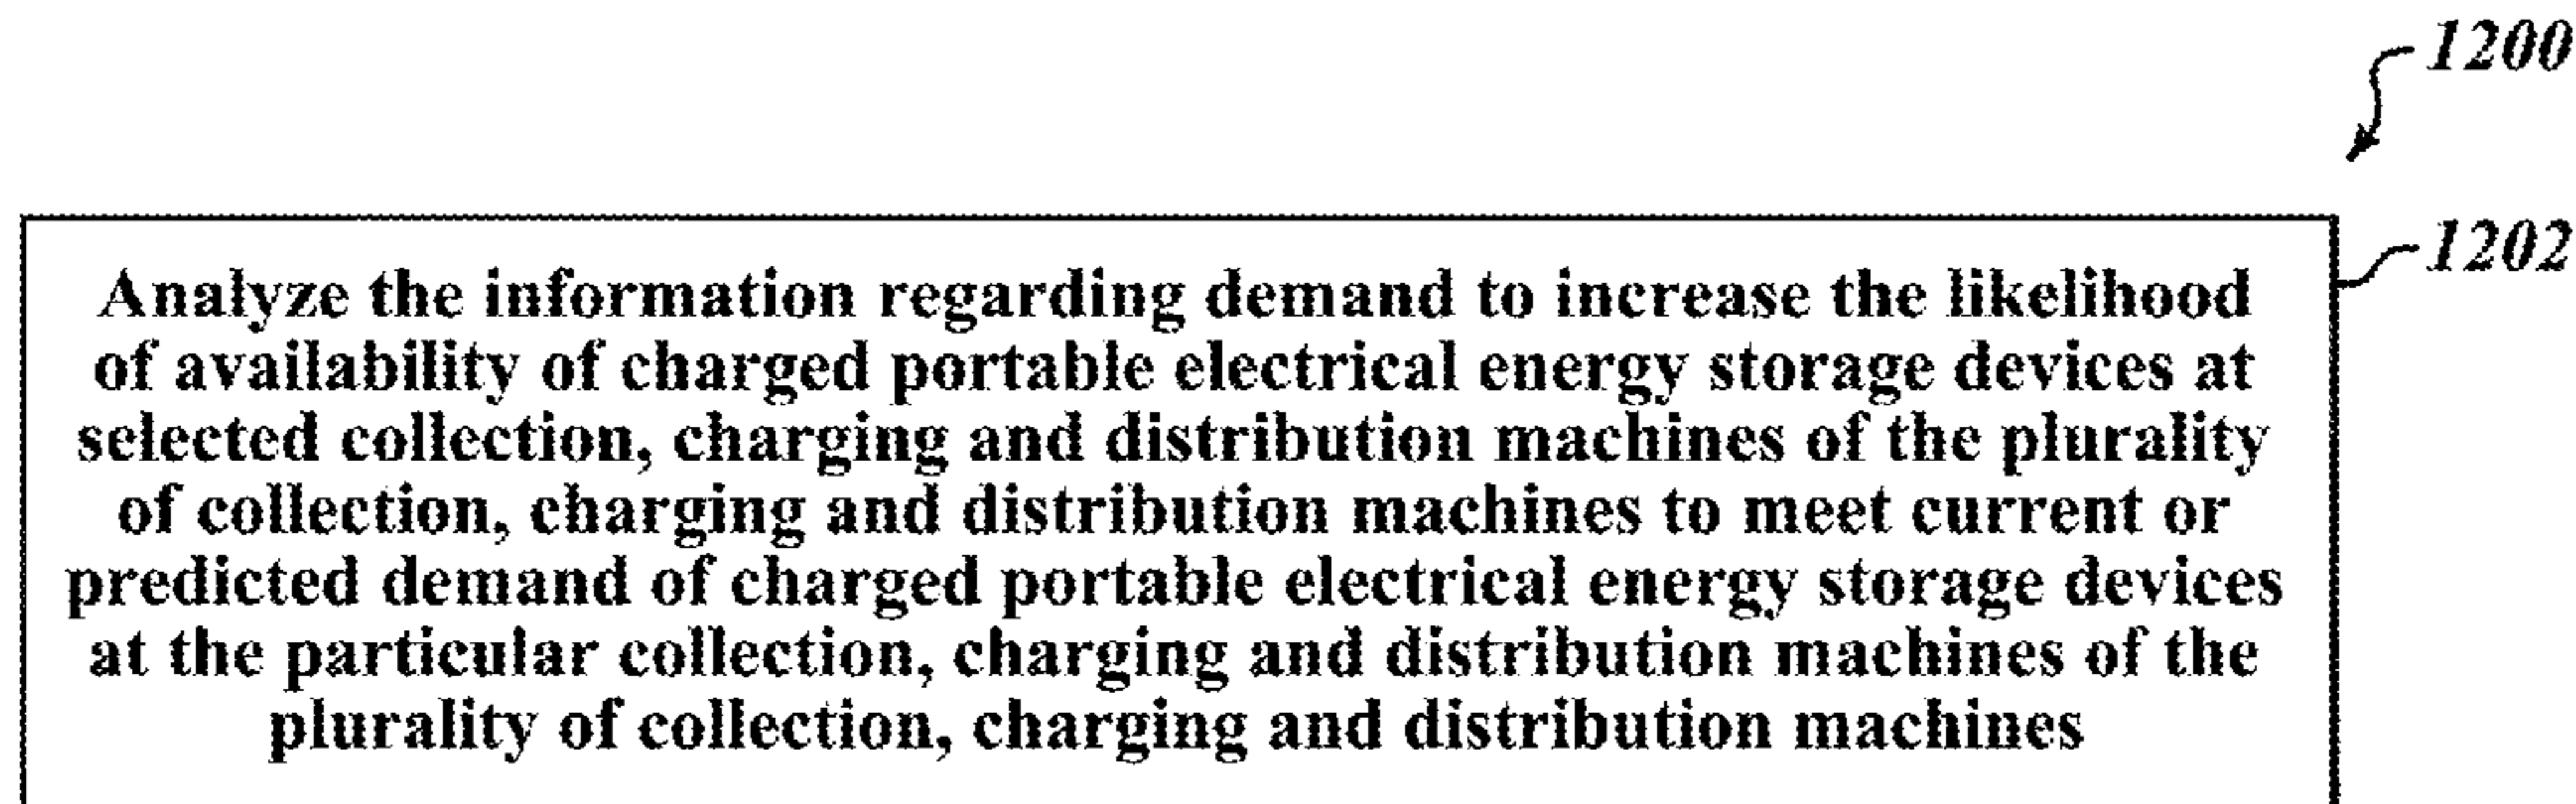 1200
1202
Analyze the information regarding demand to increase the likelihood
of availability of charged portable electrical energy storage devices at
selected collection, charging and distribution machines of the plurality
of collection, charging and distribution machines to meet current or
predicted demand of charged portable electrical energy storage devices
at the particular collection, charging and distribution machines of the
plurality of collection, charging and distribution machines